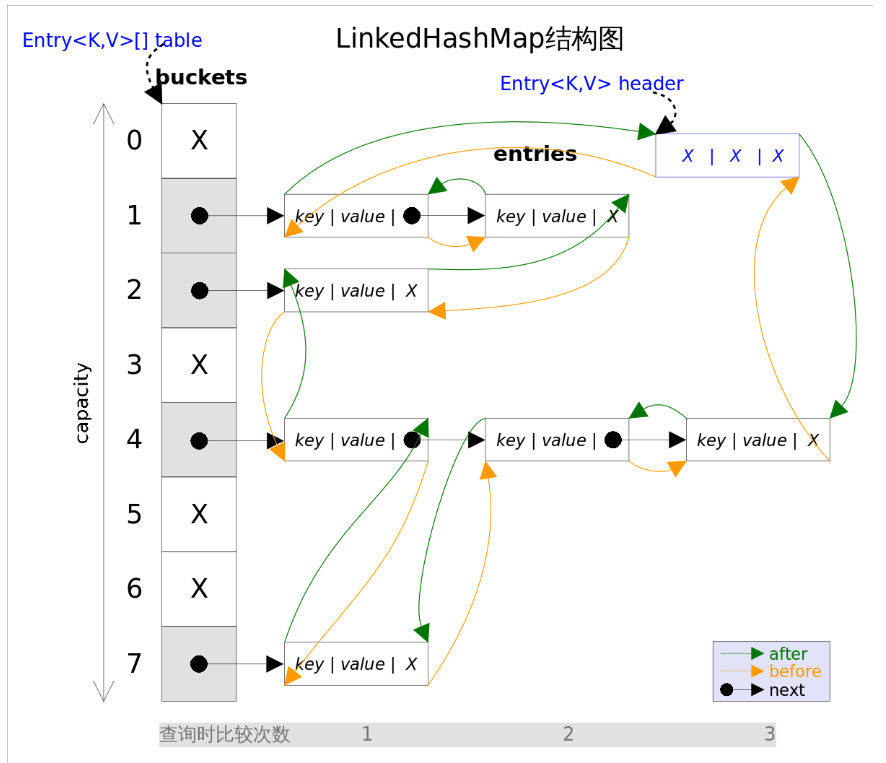 LinkedHashMap结构图
Entry<K,V>[] table
buckets
Entry<K,V> header
0 X
X | X | X
entries
1 key | value | key | value | X
2 key | value | X
3 X
capacity
4 key | value | key | value | key | value | X
5 X
6 X
7 key | value | X
after
before
next
查询时比较次数 1 2 3